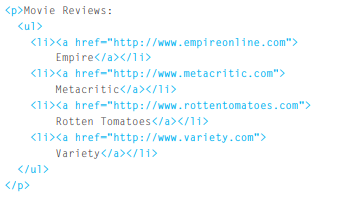 <p>Movie Reviews:
  <ul>
    <li><a href="http://www.empireonline.com">
        Empire</a></li>
    <li><a href="http://www.metacritic.com">
        Metacritic</a></li>
    <li><a href="http://www.rottentomatoes.com">
        Rotten Tomatoes</a></li>
    <li><a href="http://www.variety.com">
        Variety</a></li>
  </ul>
</p>